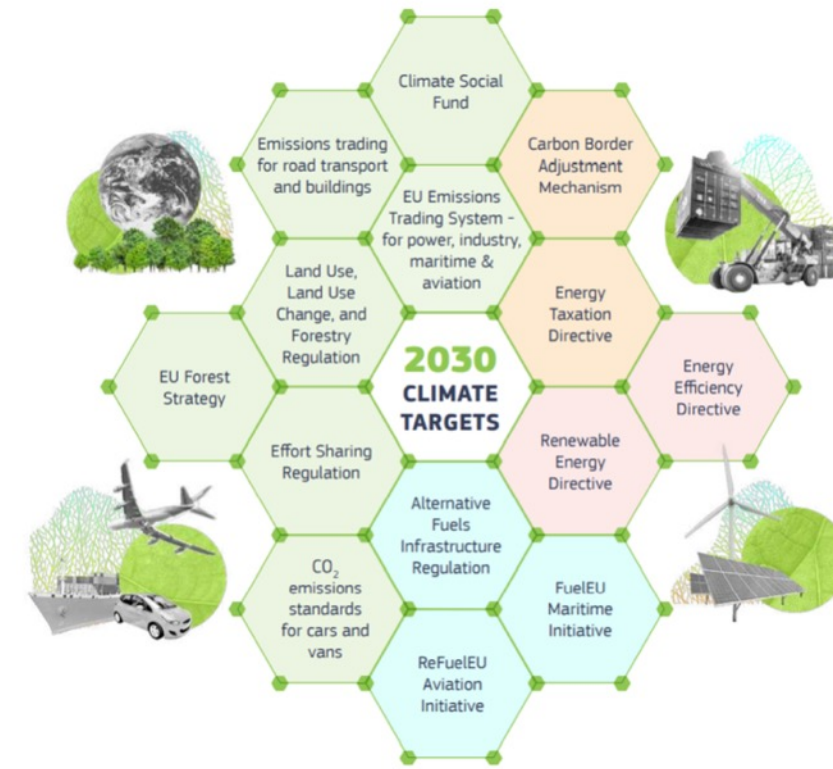 Climate Social
Fund
Emissions trading
for road transport
and buildings
Carbon Border
Adjustment
Mechanism
EU Emissions
Trading System -
for power, industry,
maritime &
aviation
Land Use,
Land Use
Change, and
Forestry
Regulation
Energy
Taxation
Directive
EU Forest
Strategy
2030
CLIMATE
TARGETS
Energy
Efficiency
Directive
Effort Sharing
Regulation
Renewable
Energy
Directive
Alternative
Fuels
Infrastructure
Regulation
CO₂
emissions
standards
for cars and
vans
FuelEU
Maritime
Initiative
ReFuelEU
Aviation
Initiative